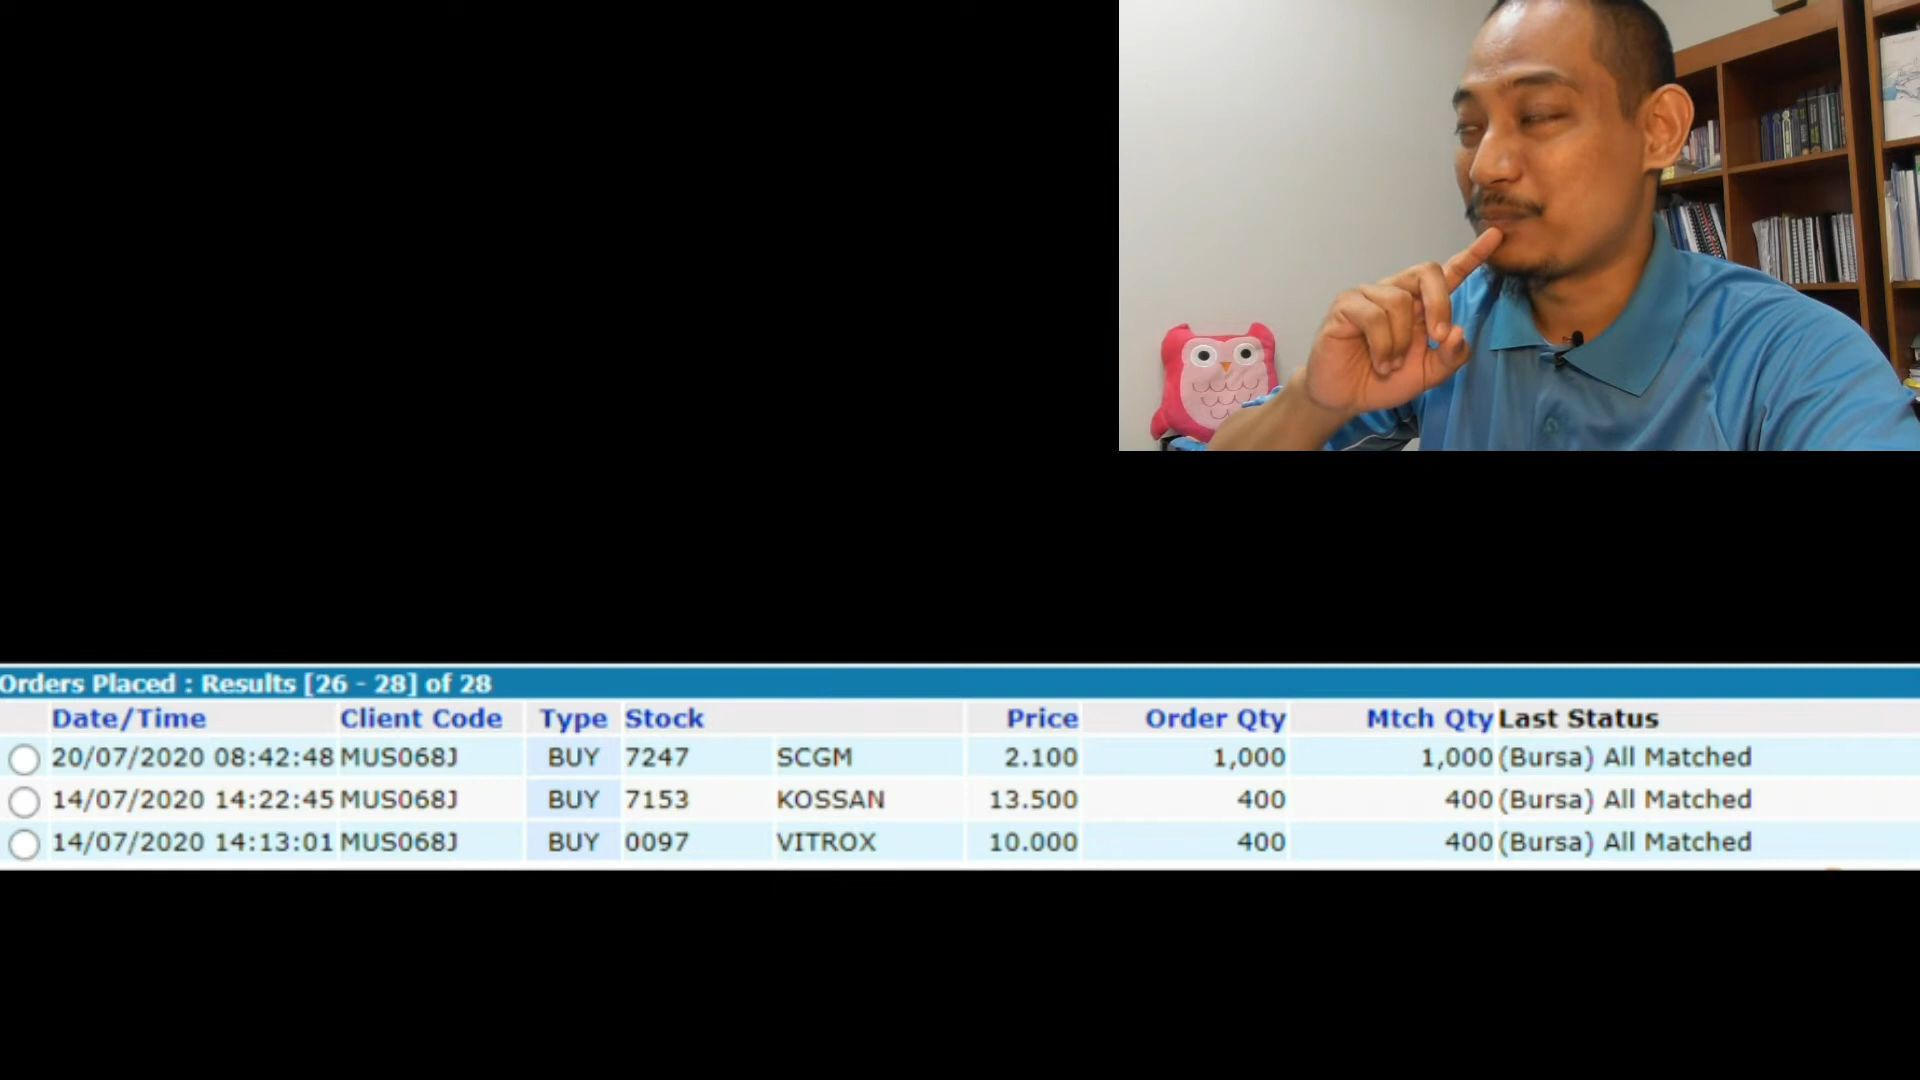 Orders Placed : Results [26 - 28] of 28
Date/Time Client Code Type Stock Price Order Qty Mtch Qty Last Status
20/07/2020 08:42:48 MUS068J BUY 7247 SCGM 2.100 1,000 1,000 (Bursa) All Matched
14/07/2020 14:22:45 MUS068J BUY 7153 KOSSAN 13.500 400 400 (Bursa) All Matched
14/07/2020 14:13:01 MUS068J BUY 0097 VITROX 10.000 400 400 (Bursa) All Matched